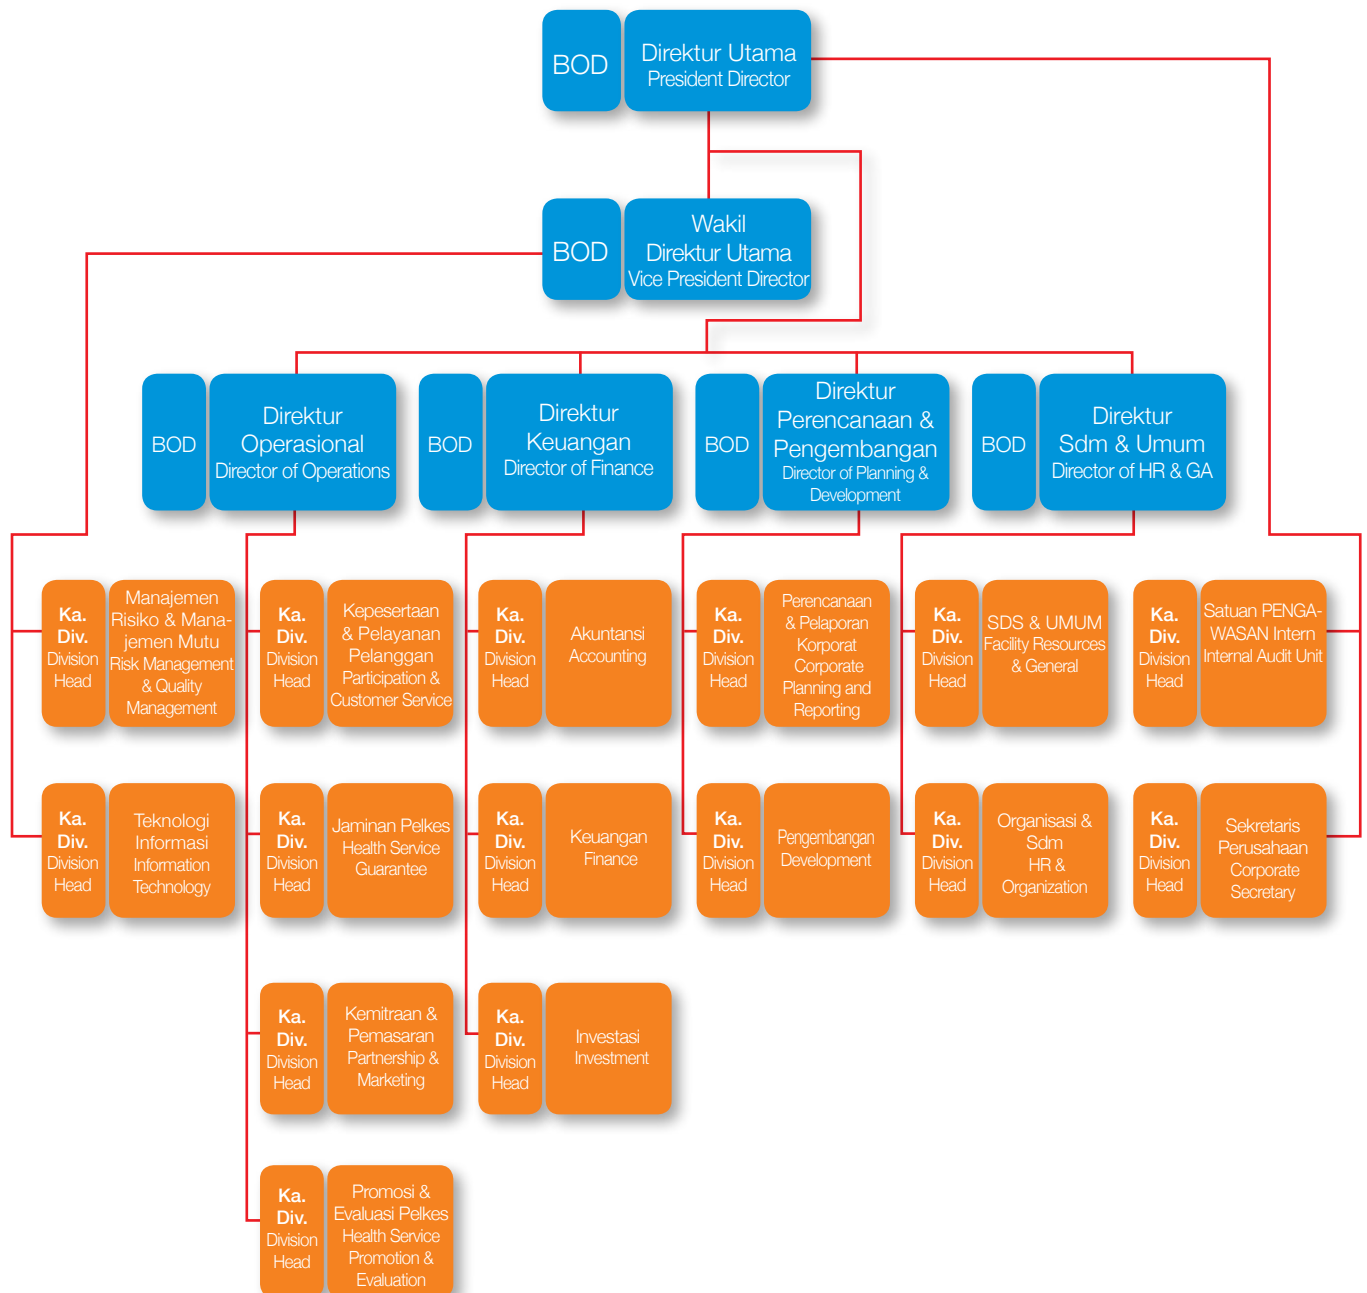 BOD
Direktur Utama
President Director
BOD
Wakil
Direktur Utama
Vice President Director
BOD
Direktur
Operasional
Director of Operations
BOD
Direktur
Keuangan
Director of Finance
BOD
Direktur
Perencanaan &
Pengembangan
Director of Planning &
Development
BOD
Direktur
Sdm & Umum
Director of HR & GA
Ka.
Div.
Division
Head
Manajemen
Risiko & Mana-
jemen Mutu
Risk Management
& Quality
Management
Ka.
Div.
Division
Head
Kepesertaan
& Pelayanan
Pelanggan
Participation &
Customer Service
Ka.
Div.
Division
Head
Akuntansi
Accounting
Ka.
Div.
Division
Head
Perencanaan
& Pelaporan
Korporat
Corporate
Planning and
Reporting
Ka.
Div.
Division
Head
SDS & UMUM
Facility Resources
& General
Ka.
Div.
Division
Head
Satuan PENGA-
WASAN Intern
Internal Audit Unit
Ka.
Div.
Division
Head
Teknologi
Informasi
Information
Technology
Ka.
Div.
Division
Head
Jaminan Pelkes
Health Service
Guarantee
Ka.
Div.
Division
Head
Keuangan
Finance
Ka.
Div.
Division
Head
Pengembangan
Development
Ka.
Div.
Division
Head
Organisasi &
Sdm
HR &
Organization
Ka.
Div.
Division
Head
Sekretaris
Perusahaan
Corporate
Secretary
Ka.
Div.
Division
Head
Kemitraan &
Pemasaran
Partnership &
Marketing
Ka.
Div.
Division
Head
Investasi
Investment
Ka.
Div.
Division
Head
Promosi &
Evaluasi Pelkes
Health Service
Promotion &
Evaluation